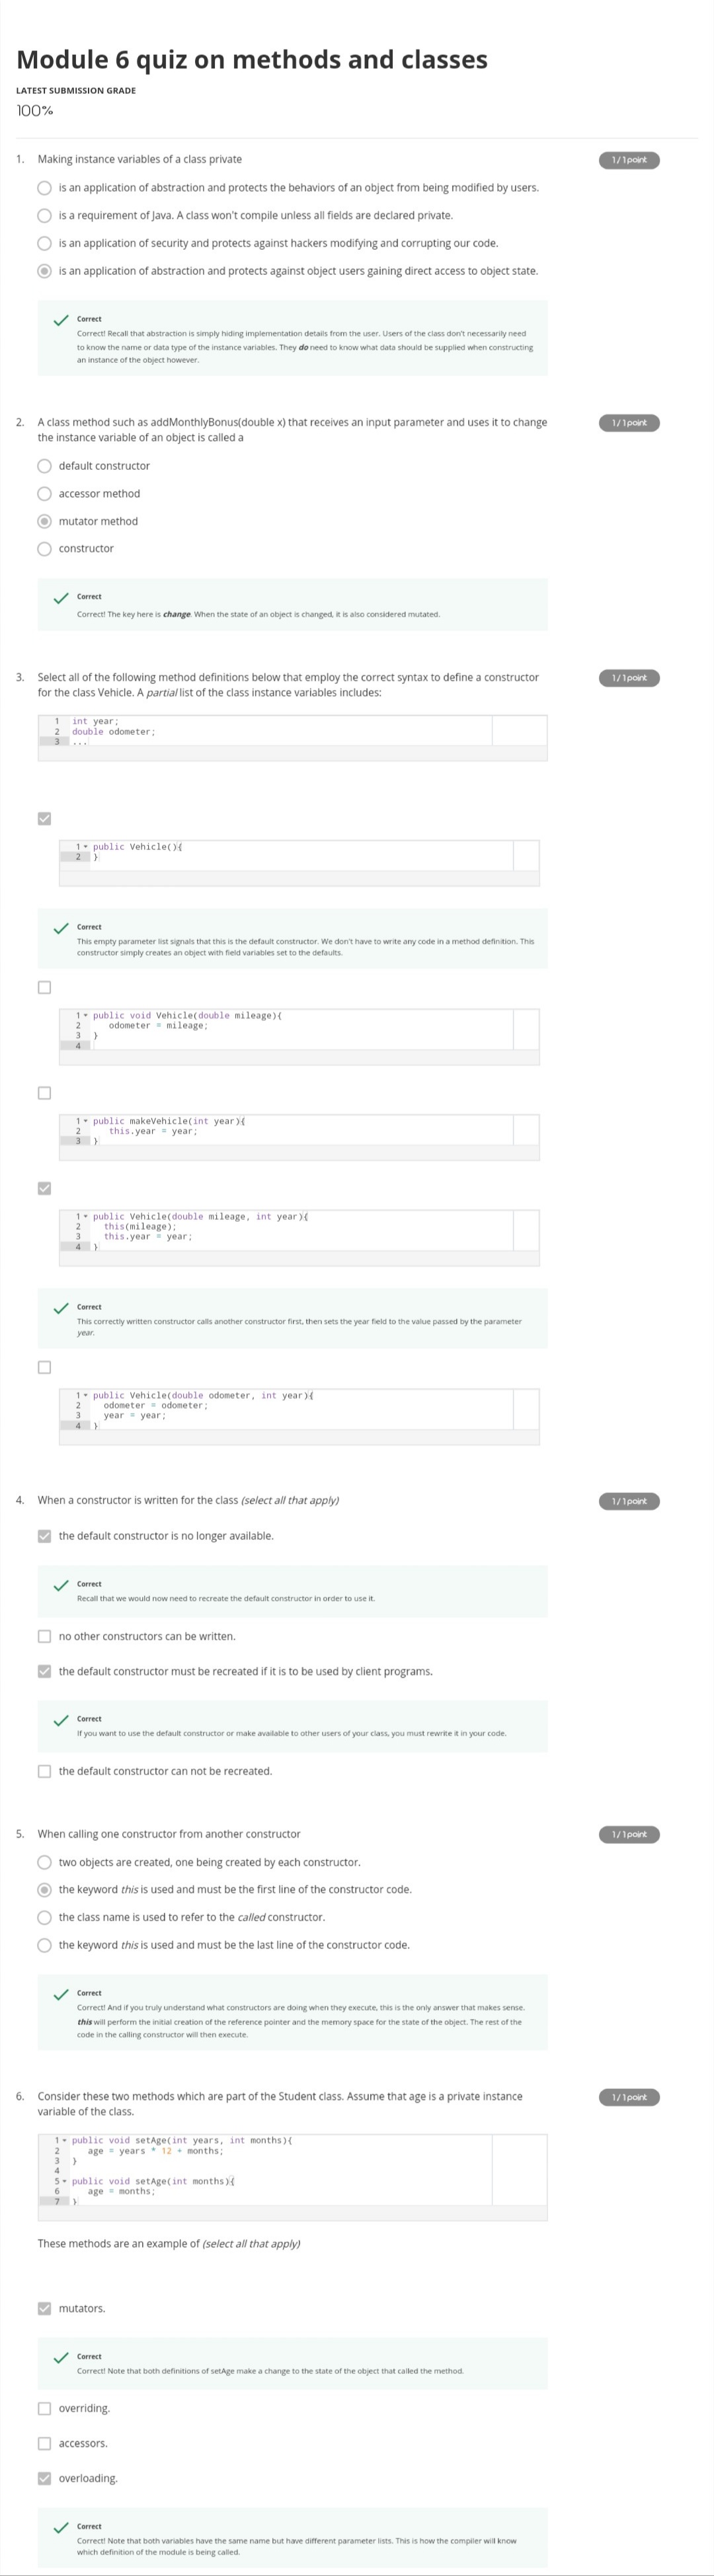 Module 6 quiz on methods and classes
LATEST SUBMISSION GRADE
100%
1. Making instance variables of a class private
1 / 1 point
is an application of abstraction and protects the behaviors of an object from being modified by users.
is a requirement of Java. A class won't compile unless all fields are declared private.
is an application of security and protects against hackers modifying and corrupting our code.
is an application of abstraction and protects against object users gaining direct access to object state.
Correct
Correct! Recall that abstraction is simply hiding implementation details from the user. Users of the class don't necessarily need
to know the name or data type of the instance variables. They do need to know what data should be supplied when constructing
an instance of the object however.
2. A class method such as addMonthlyBonus(double x) that receives an input parameter and uses it to change
the instance variable of an object is called a
1 / 1 point
default constructor
accessor method
mutator method
constructor
Correct
Correct! The key here is change. When the state of an object is changed, it is also considered mutated.
3. Select all of the following method definitions below that employ the correct syntax to define a constructor
for the class Vehicle. A partial list of the class instance variables includes:
1 / 1 point
1 int year;
2 double odometer;
3 ...
1 public Vehicle(){
2 }
Correct
This empty parameter list signals that this is the default constructor. We don't have to write any code in a method definition. This
constructor simply creates an object with field variables set to the defaults.
1 public void Vehicle(double mileage){
2 odometer = mileage;
3 }
4
1 public makeVehicle(int year){
2 this.year = year;
3 }
1 public Vehicle(double mileage, int year){
2 this(mileage);
3 this.year = year;
4 }
Correct
This correctly written constructor calls another constructor first, then sets the year field to the value passed by the parameter
year.
1 public Vehicle(double odometer, int year){
2 odometer = odometer;
3 year = year;
4 }
4. When a constructor is written for the class (select all that apply)
1 / 1 point
the default constructor is no longer available.
Correct
Recall that we would now need to recreate the default constructor in order to use it.
no other constructors can be written.
the default constructor must be recreated if it is to be used by client programs.
Correct
If you want to use the default constructor or make available to other users of your class, you must rewrite it in your code.
the default constructor can not be recreated.
5. When calling one constructor from another constructor
1 / 1 point
two objects are created, one being created by each constructor.
the keyword this is used and must be the first line of the constructor code.
the class name is used to refer to the called constructor.
the keyword this is used and must be the last line of the constructor code.
Correct
Correct! And if you truly understand what constructors are doing when they execute, this is the only answer that makes sense.
this will perform the initial creation of the reference pointer and the memory space for the state of the object. The rest of the
code in the calling constructor will then execute.
6. Consider these two methods which are part of the Student class. Assume that age is a private instance
variable of the class.
1 / 1 point
1 public void setAge(int years, int months){
2 age = years * 12 + months;
3 }
4
5 public void setAge(int months){
6 age = months;
7 }
These methods are an example of (select all that apply)
mutators.
Correct
Correct! Note that both definitions of setAge make a change to the state of the object that called the method.
overriding.
accessors.
overloading.
Correct
Correct! Note that both variables have the same name but have different parameter lists. This is how the compiler will know
which definition of the module is being called.